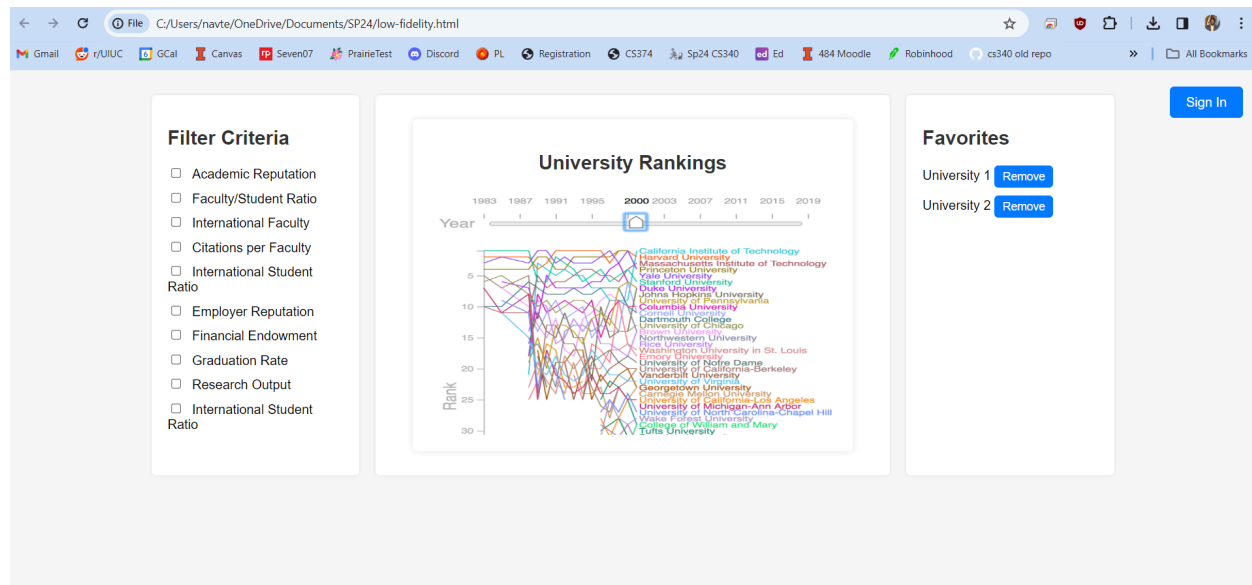 File C:/Users/navte/OneDrive/Documents/SP24/low-fidelity.html
Gmail r/UIUC GCal Canvas Seven07 PrairieTest Discord PL Registration CS374 Sp24 CS340 Ed 484 Moodle Robinhood cs340 old repo » All Bookmarks
Sign In
Filter Criteria
Academic Reputation
Faculty/Student Ratio
International Faculty
Citations per Faculty
International Student
Ratio
Employer Reputation
Financial Endowment
Graduation Rate
Research Output
International Student
Ratio
University Rankings
1983 1987 1991 1995 2000 2003 2007 2011 2015 2019
Year
California Institute of Technology
Harvard University
Massachusetts Institute of Technology
Princeton University
Yale University
Stanford University
Duke University
Johns Hopkins University
University of Pennsylvania
Columbia University
Cornell University
Dartmouth College
University of Chicago
Brown University
Northwestern University
Rice University
Washington University in St. Louis
Emory University
University of Notre Dame
University of California-Berkeley
Vanderbilt University
University of Virginia
Georgetown University
Carnegie Mellon University
University of California-Los Angeles
University of Michigan-Ann Arbor
University of North Carolina-Chapel Hill
Wake Forest University
College of William and Mary
Tufts University
5
10
15
20
25
30
Rank
Favorites
University 1 Remove
University 2 Remove